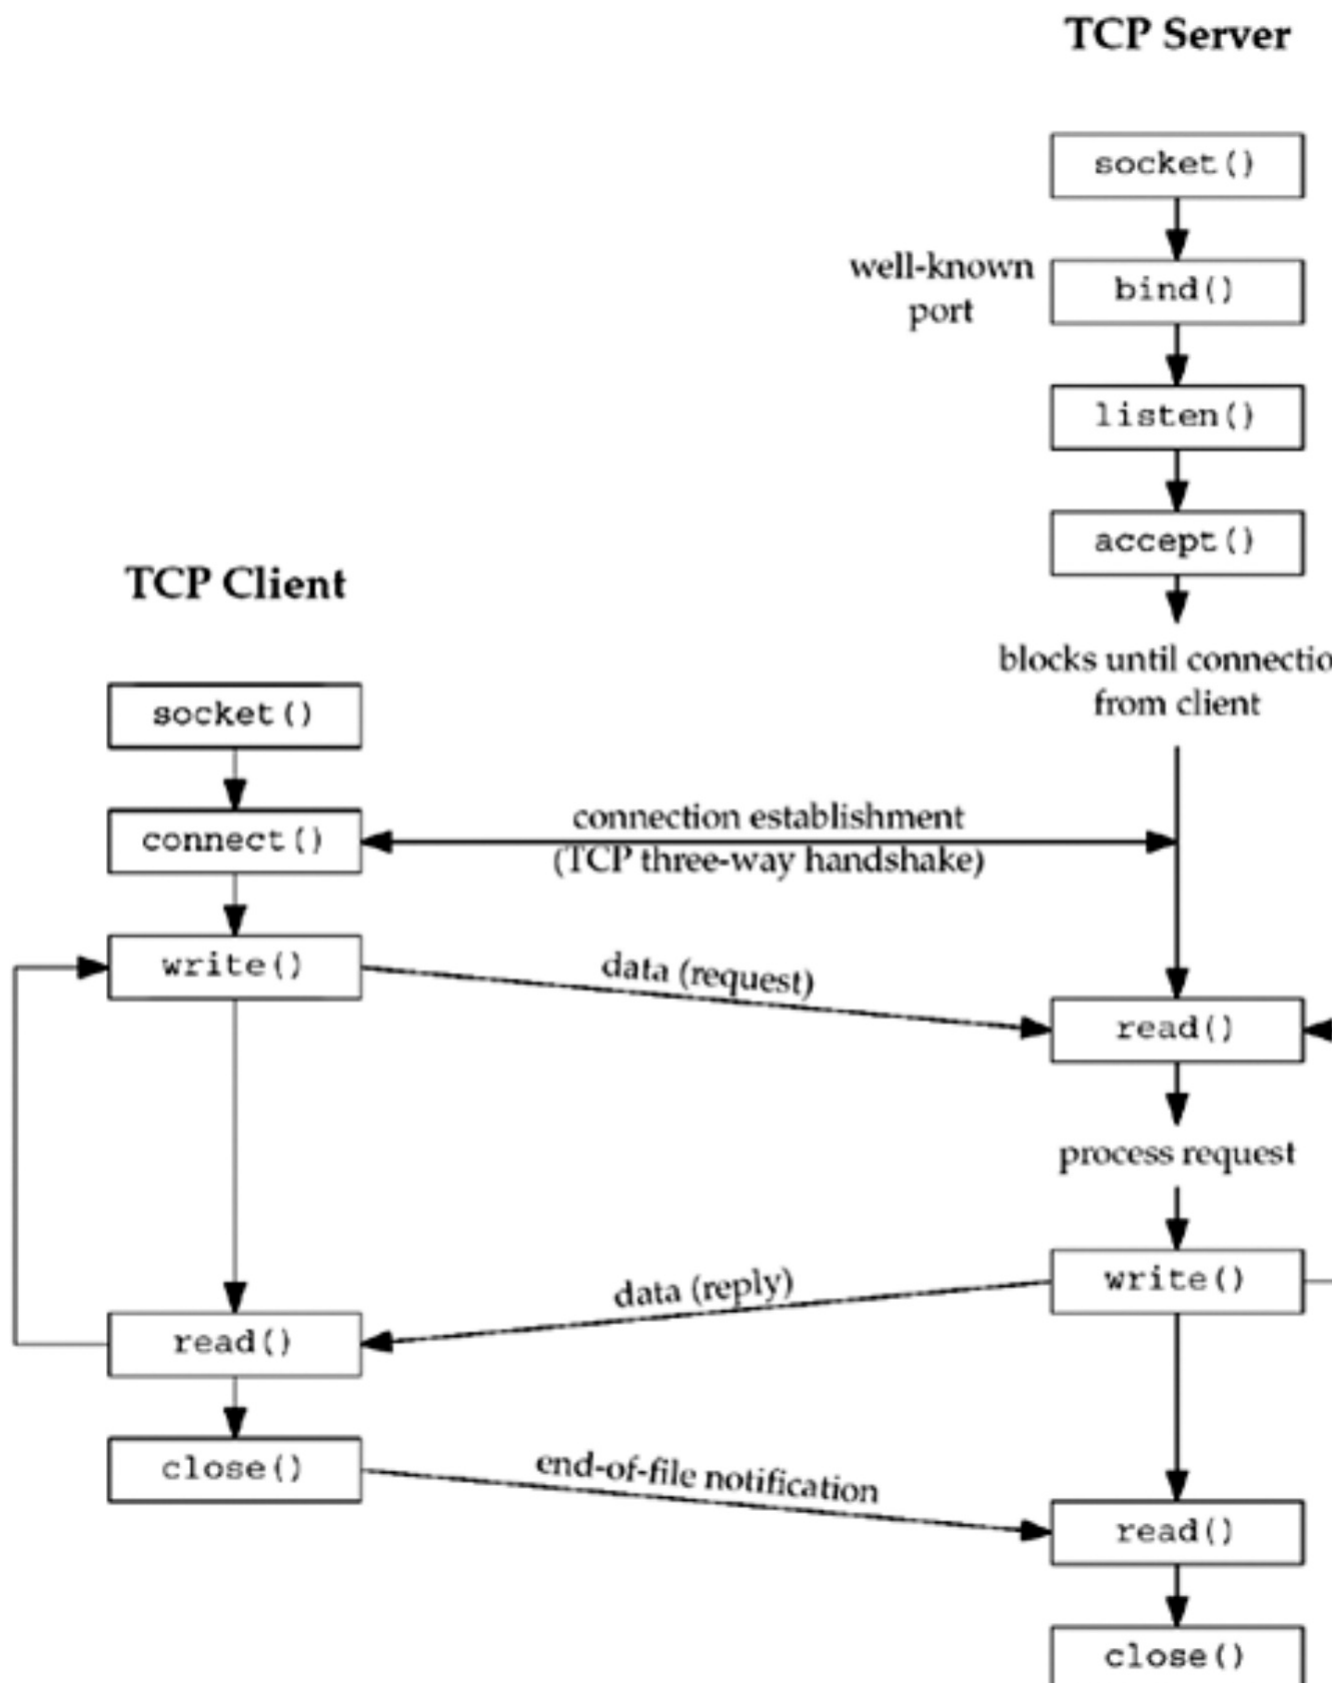 TCP Server
socket()
well-known
port
bind()
listen()
accept()
blocks until connectio
from client
TCP Client
socket()
connect()
connection establishment
(TCP three-way handshake)
write()
data (request)
read()
process request
write()
data (reply)
read()
close()
end-of-file notification
read()
close()